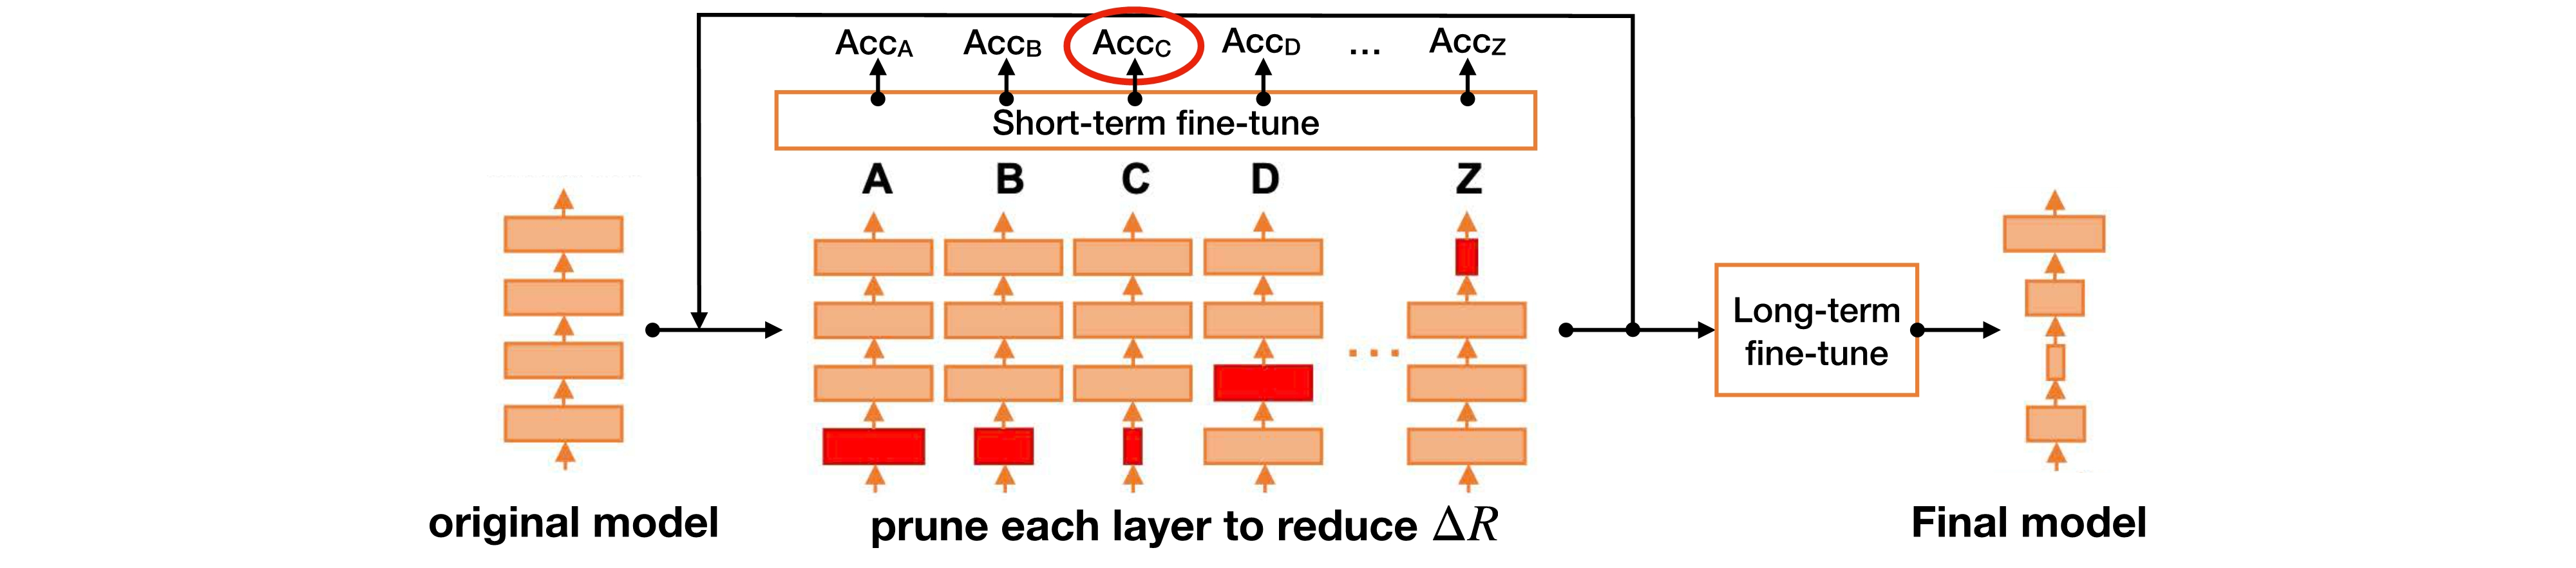 AccA AccB AccC AccD ... AccZ
Short-term fine-tune
A B C D Z
...
Long-term
fine-tune
original model
prune each layer to reduce ΔR
Final model